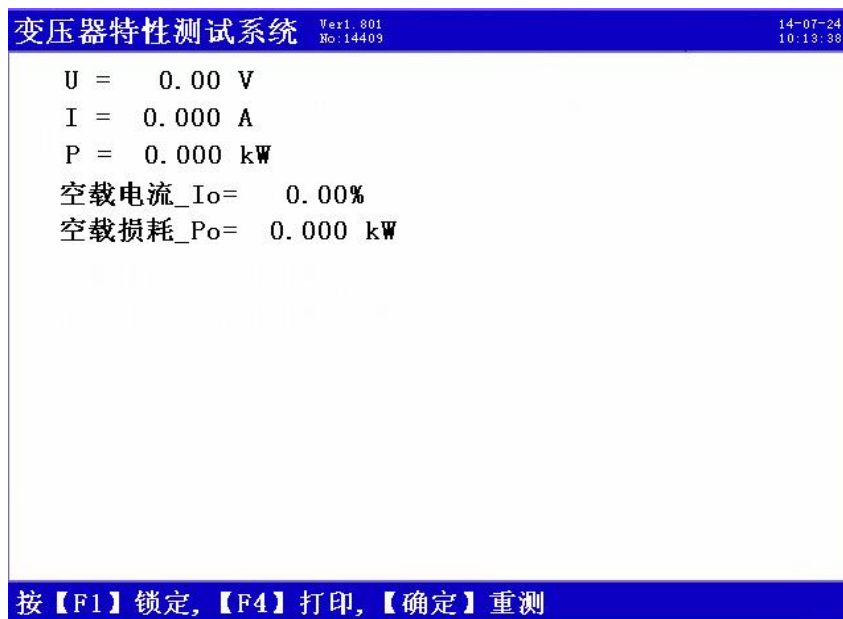 变压器特性测试系统 Ver1.801
No:14409
14-07-24
10:13:38
U = 0.00 V
I = 0.000 A
P = 0.000 kW
空载电流_Io= 0.00%
空载损耗_Po= 0.000 kW
按【F1】锁定,【F4】打印,【确定】重测